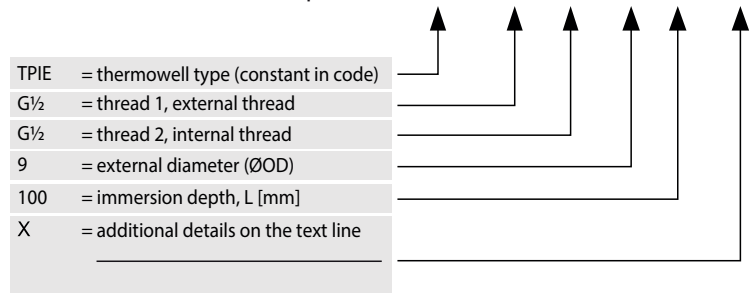 TPIE = thermowell type (constant in code)
G½ = thread 1, external thread
G½ = thread 2, internal thread
9 = external diameter (ØOD)
100 = immersion depth, L [mm]
X = additional details on the text line